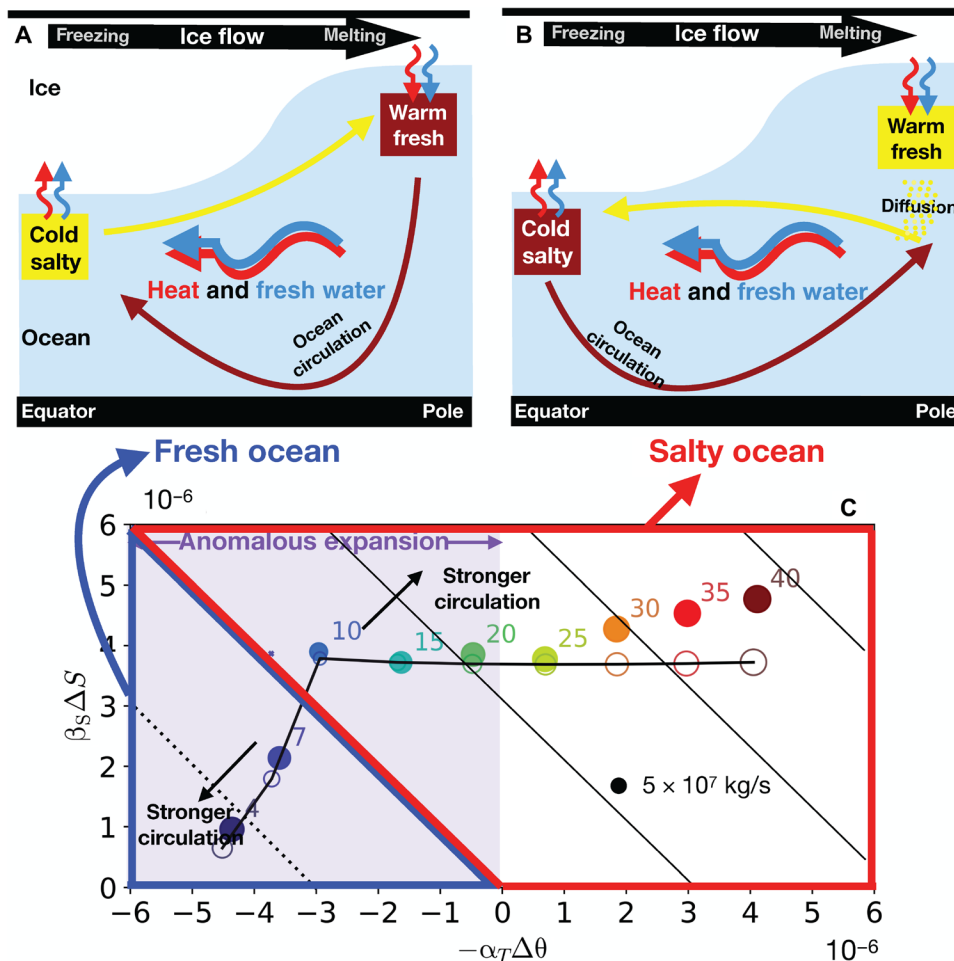 A
Freezing Ice flow Melting
Ice
Warm
fresh
Cold
salty
Heat and fresh water
Ocean
circulation
Ocean
Equator Pole
B
Freezing Ice flow Melting
Warm
fresh
Diffusion
Cold
salty
Heat and fresh water
Ocean
circulation
Equator Pole
Fresh ocean
Salty ocean
10⁻⁶
C
Anomalous expansion
Stronger
circulation
40
35
30
25
20
15
10
7
4
Stronger
circulation
5 × 10⁷ kg/s
6
5
4
3
2
1
0
β_S ΔS
−6 −5 −4 −3 −2 −1 0 1 2 3 4 5 6
−α_T Δθ
10⁻⁶